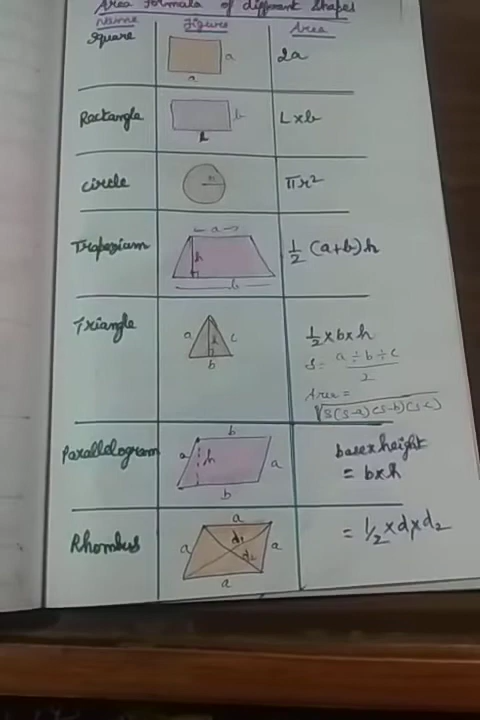 Area Formula of different Shapes
Name Figure Area
Square a a 2a
Rectangle b L L x b
circle r πr²
Trapezium a h b 1/2 (a+b) h
Triangle a h c b 1/2 x b x h
S = a ÷ b ÷ c / 2
Area =
√S(S-a)(S-b)(S-c)
Parallelogram b a h a b base x height
= b x h
Rhombus a a d1 d2 a a = 1/2 x d x d2